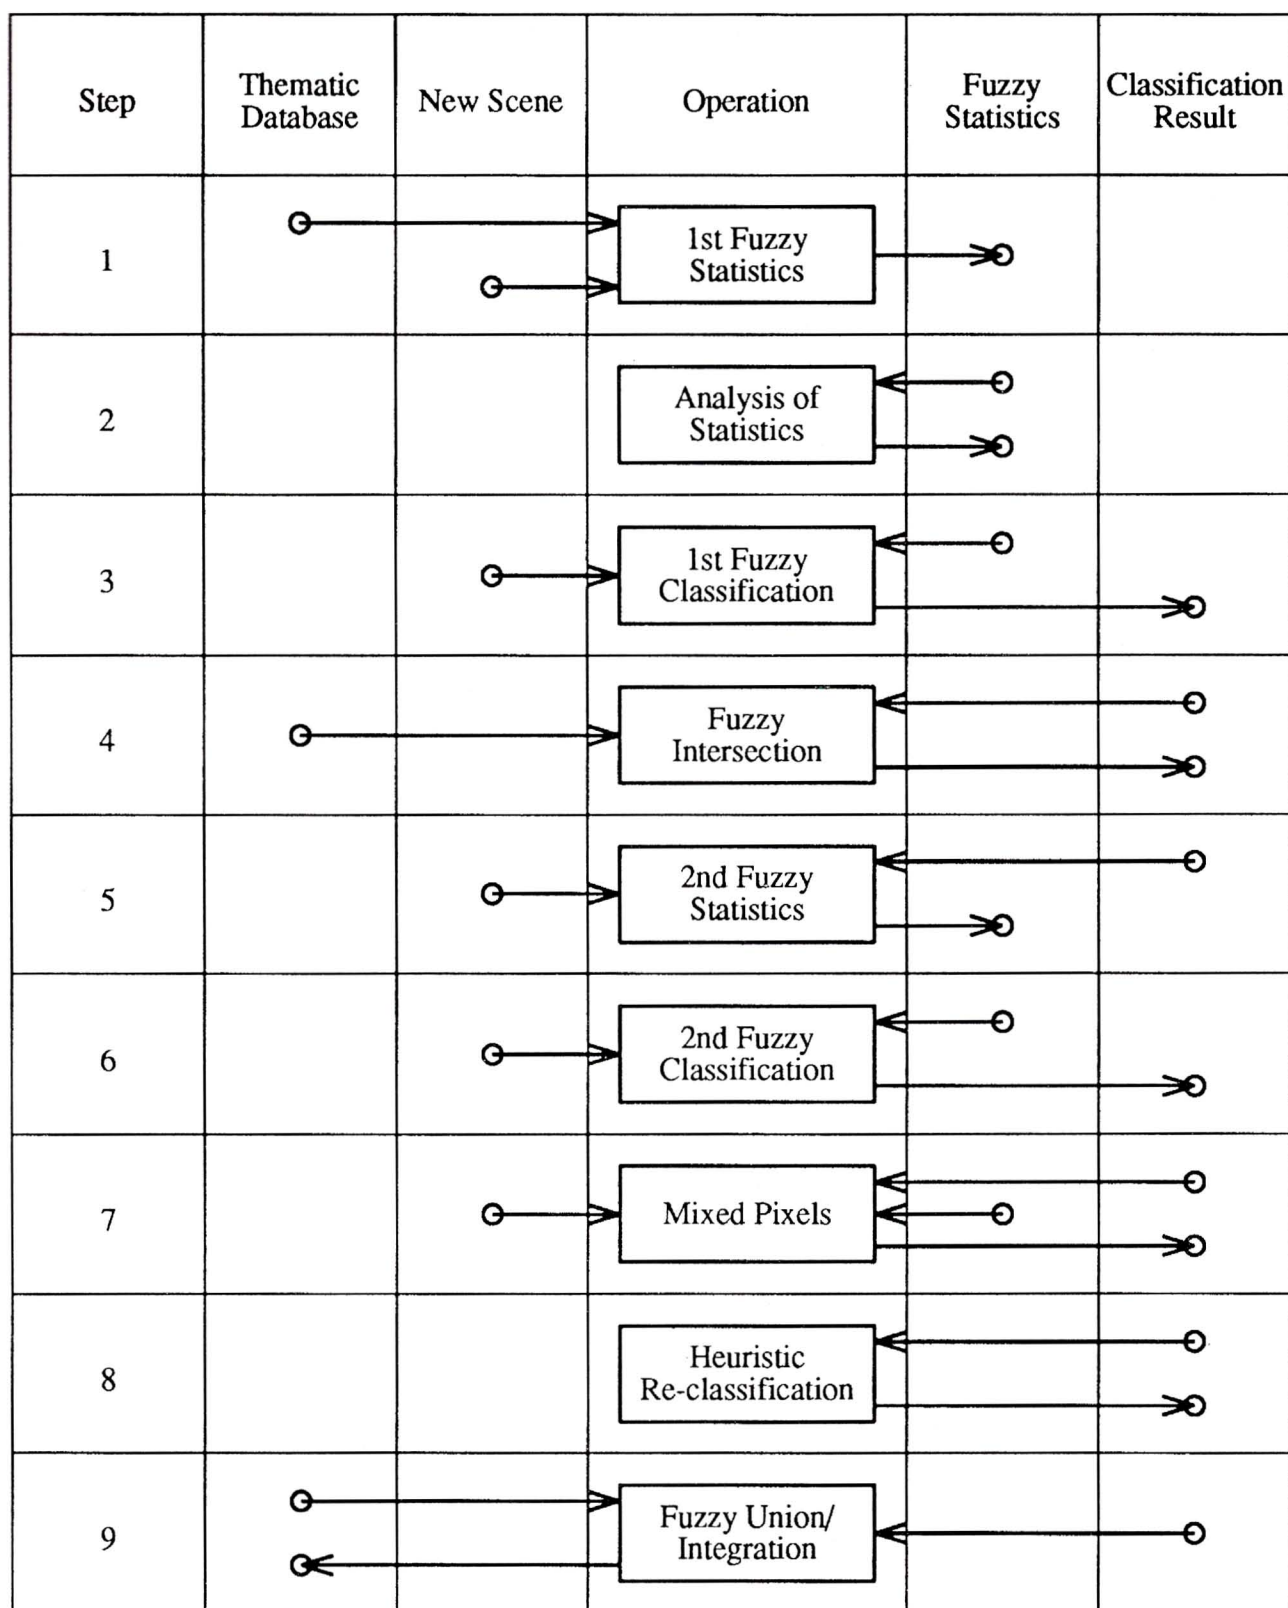 Step
Thematic
Database
New Scene
Operation
Fuzzy
Statistics
Classification
Result
1
1st Fuzzy
Statistics
2
Analysis of
Statistics
3
1st Fuzzy
Classification
4
Fuzzy
Intersection
5
2nd Fuzzy
Statistics
6
2nd Fuzzy
Classification
7
Mixed Pixels
8
Heuristic
Re-classification
9
Fuzzy Union/
Integration